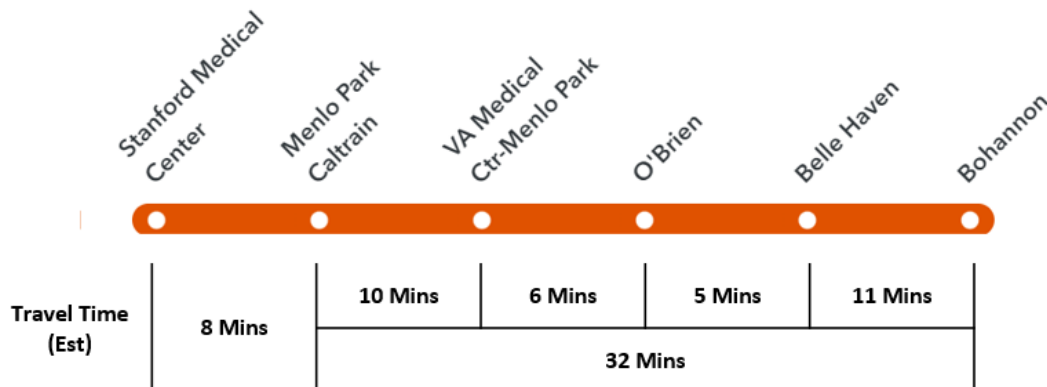 Stanford Medical
Center
Menlo Park
Caltrain
VA Medical
Ctr-Menlo Park
O'Brien
Belle Haven
Bohannon
Travel Time
(Est)
8 Mins
10 Mins
6 Mins
5 Mins
11 Mins
32 Mins